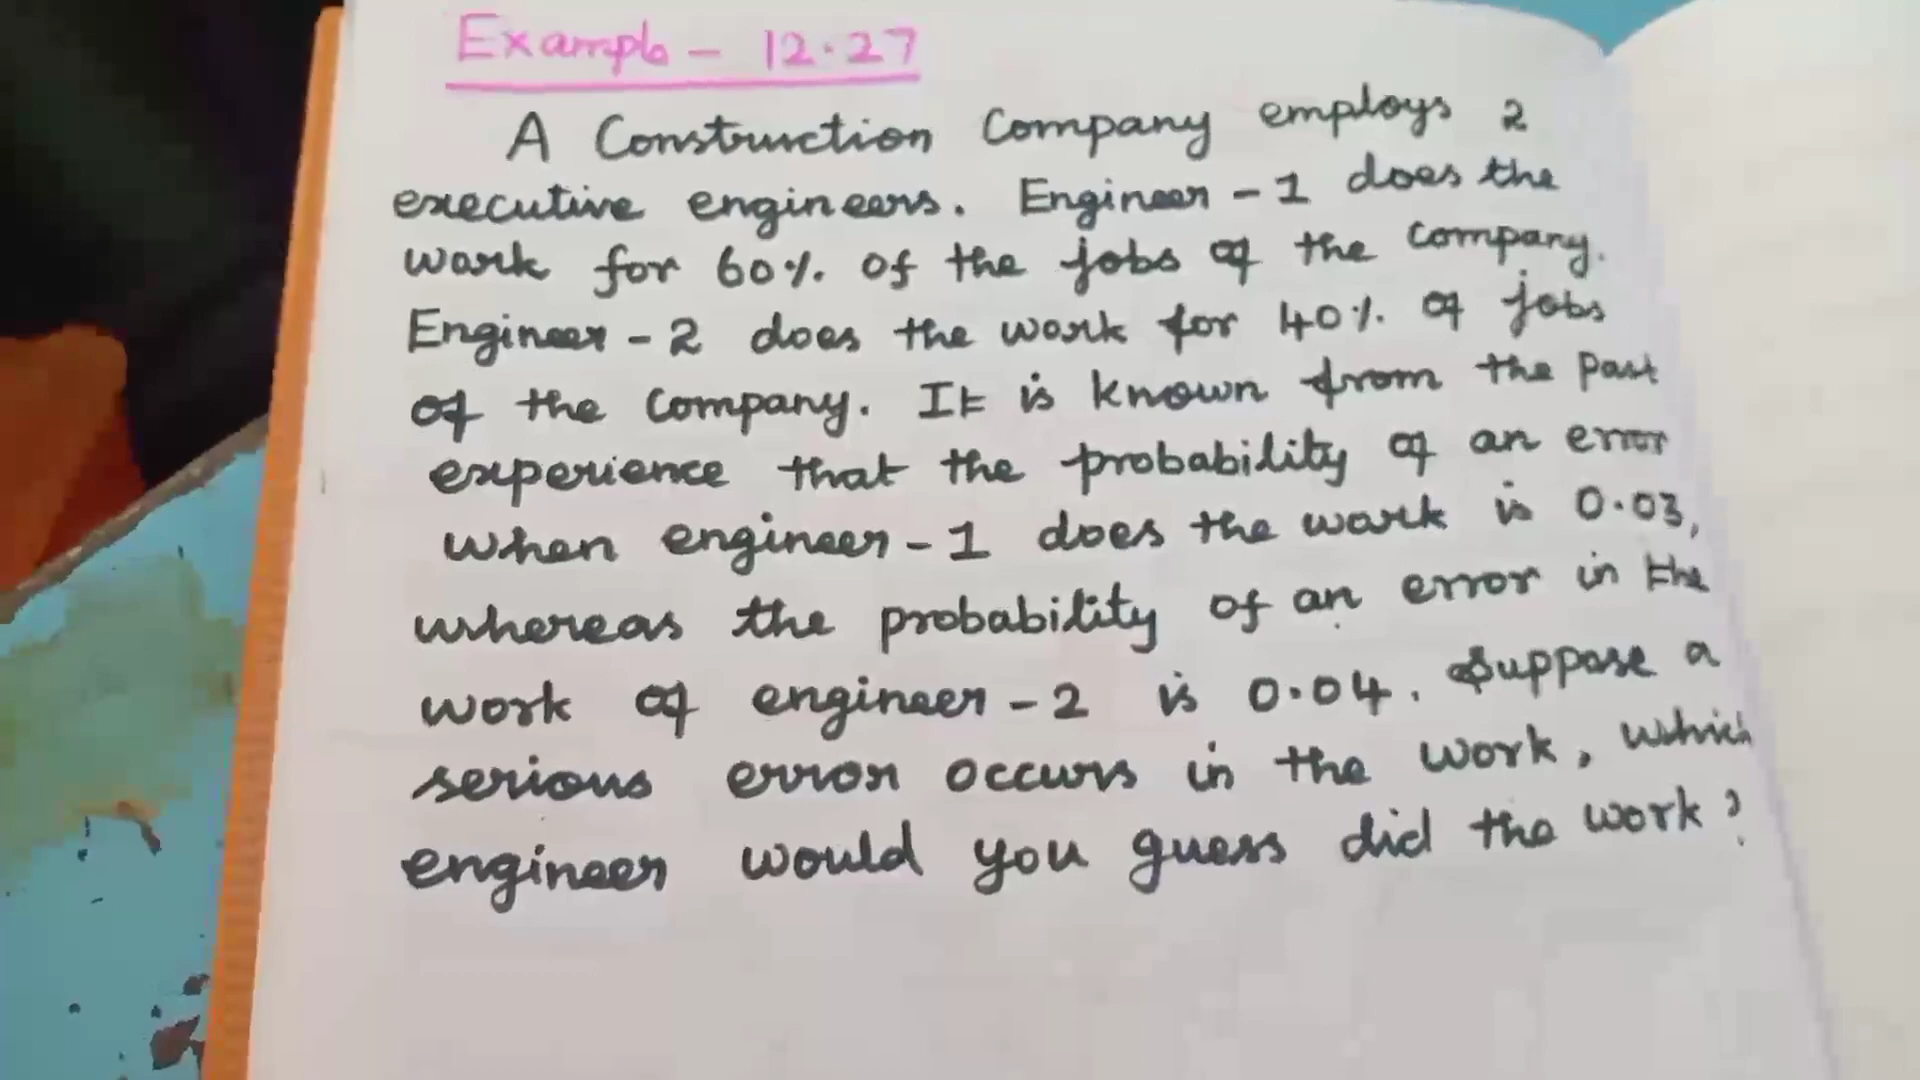 Example - 12.27
A Construction Company employs 2
executive engineers. Engineer - 1 does the
work for 60% of the jobs of the company.
Engineer - 2 does the work for 40% of jobs
of the company. It is known from the past
experience that the probability of an error
when engineer - 1 does the work is 0.03,
whereas the probability of an error in the
work of engineer - 2 is 0.04. Suppose a
serious error occurs in the work, which
engineer would you guess did the work?